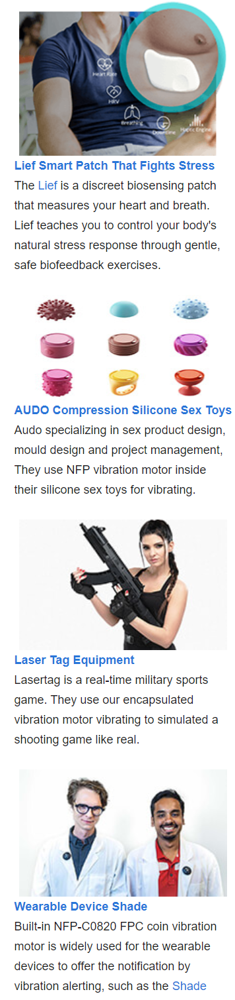 Heart Rate
HRV
Breathing
Downtime
Haptic Engine
Lief Smart Patch That Fights Stress
The Lief is a discreet biosensing patch
that measures your heart and breath.
Lief teaches you to control your body's
natural stress response through gentle,
safe biofeedback exercises.
AUDO Compression Silicone Sex Toys
Audo specializing in sex product design,
mould design and project management,
They use NFP vibration motor inside
their silicone sex toys for vibrating.
Laser Tag Equipment
Lasertag is a real-time military sports
game. They use our encapsulated
vibration motor vibrating to simulated a
shooting game like real.
Wearable Device Shade
Built-in NFP-C0820 FPC coin vibration
motor is widely used for the wearable
devices to offer the notification by
vibration alerting, such as the Shade